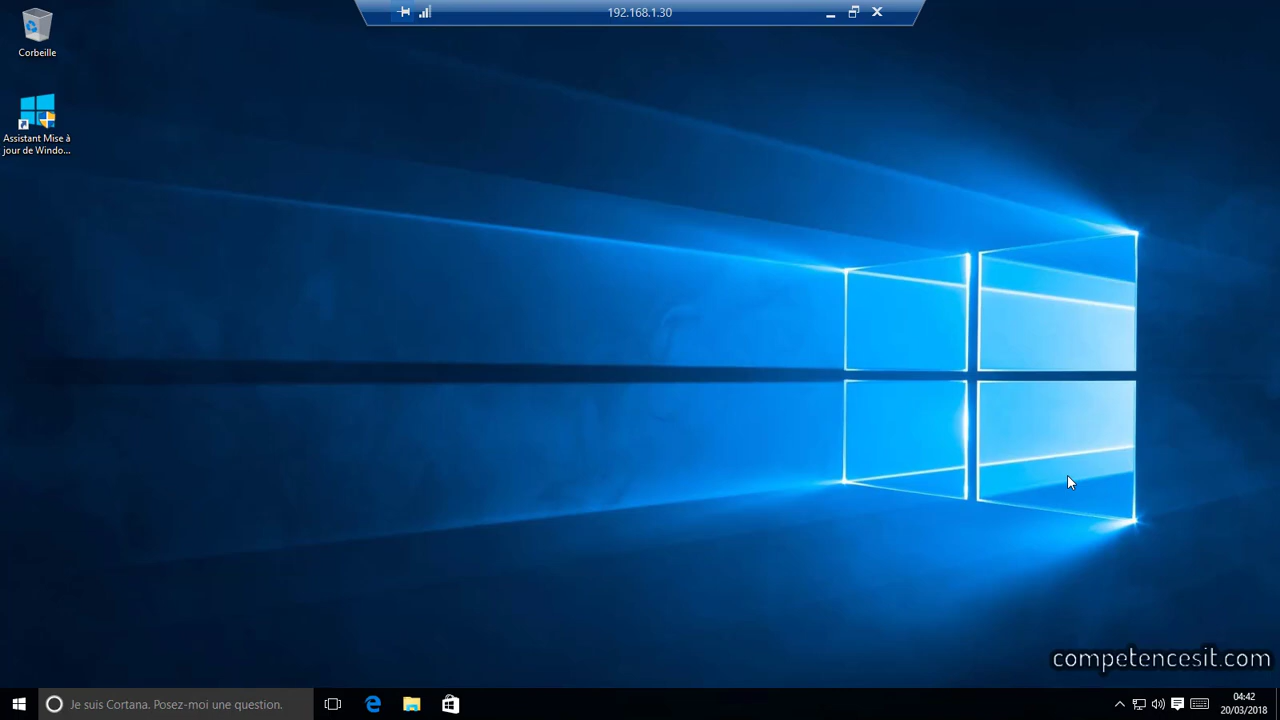 192.168.1.30
Corbeille
Assistant Mise à
jour de Windo...
competencesit.com
Je suis Cortana. Posez-moi une question.
04:42
20/03/2018